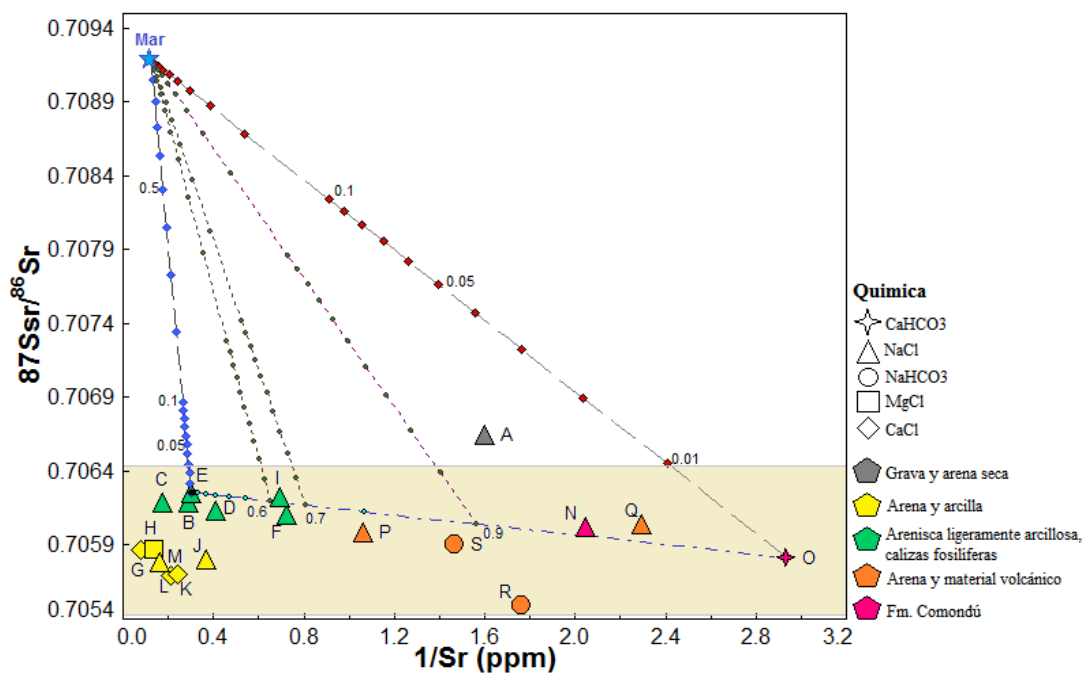 87Ssr/86Sr
0.7094
0.7089
0.7084
0.7079
0.7074
0.7069
0.7064
0.7059
0.7054
Mar
0.5
0.1
0.1
0.05
0.05
0.01
A
C
E
B
D
I
F
0.6
0.7
0.9
H
G
M
J
L
K
P
S
R
N
Q
O
0.0
0.4
0.8
1.2
1.6
2.0
2.4
2.8
3.2
1/Sr (ppm)
Quimica
CaHCO3
NaCl
NaHCO3
MgCl
CaCl
Grava y arena seca
Arena y arcilla
Arenisca ligeramente arcillosa,
calizas fosilíferas
Arena y material volcánico
Fm. Comondú